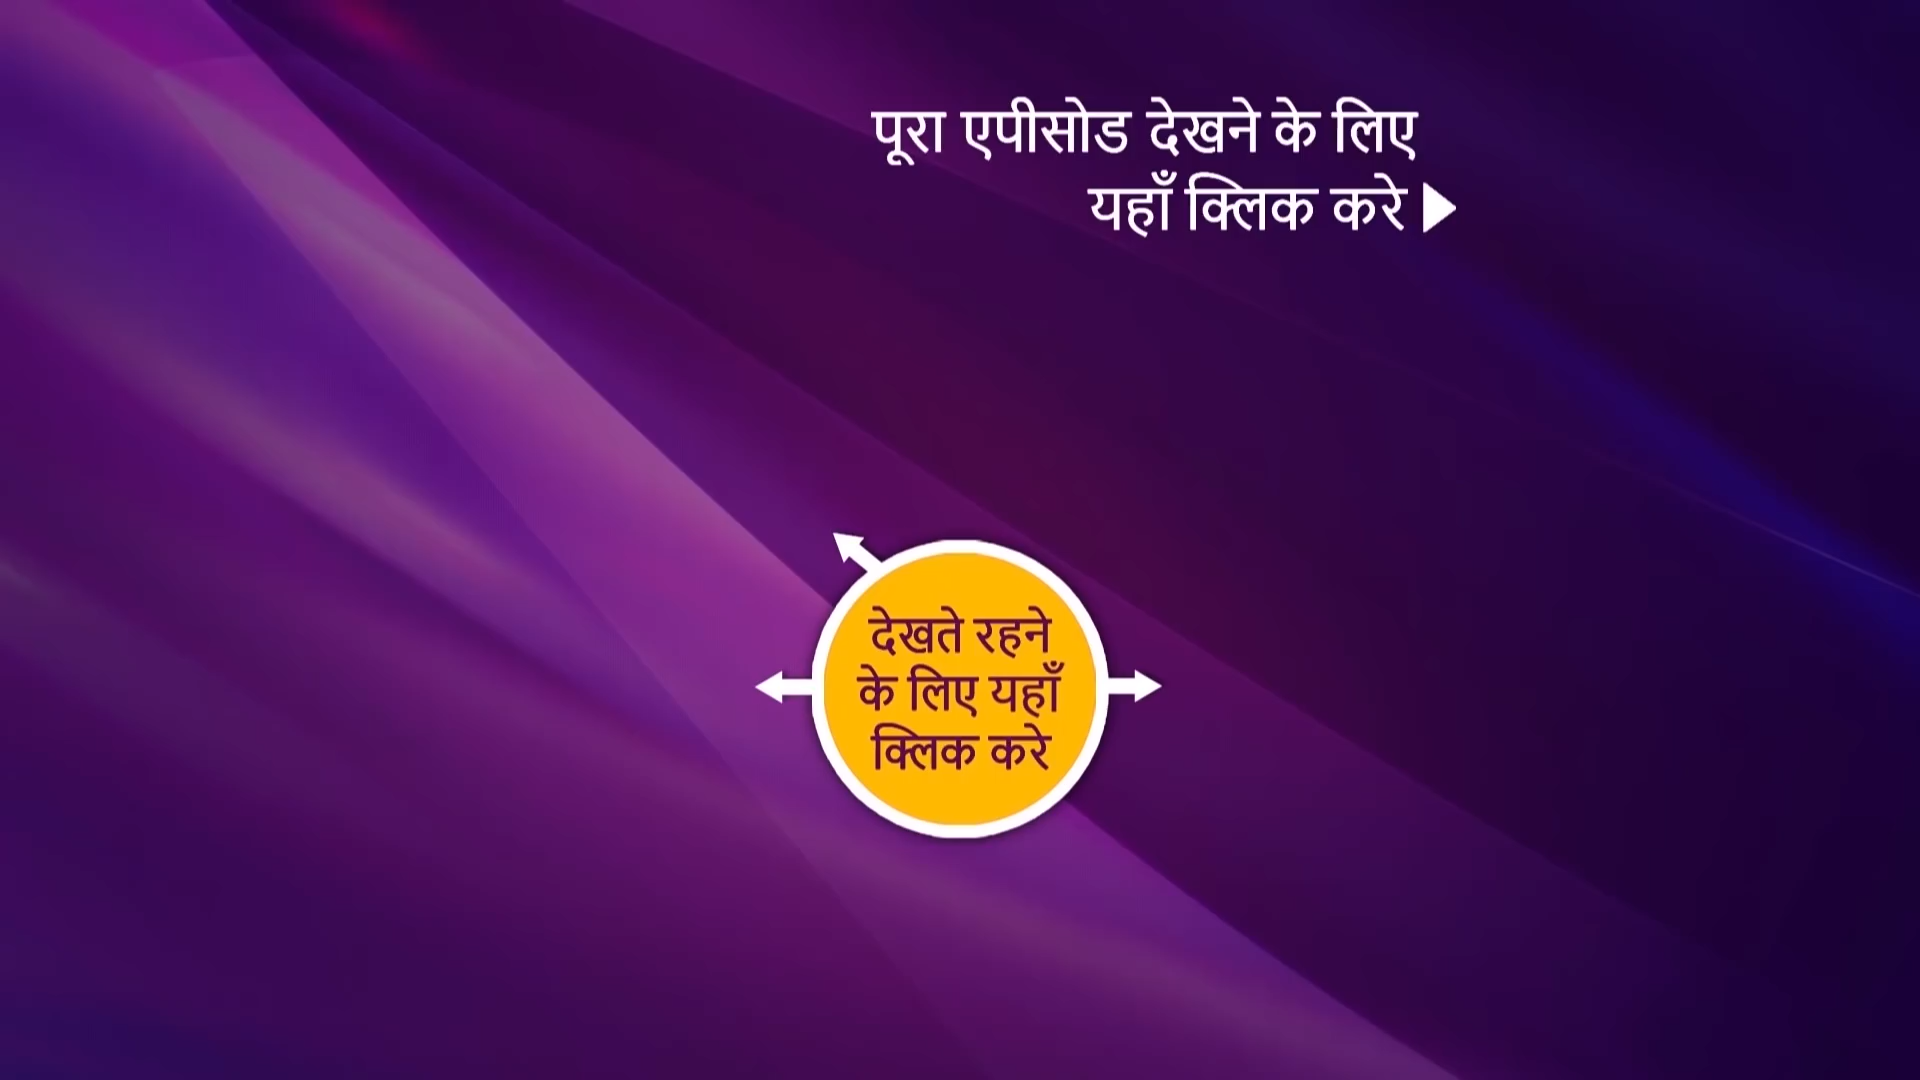 पूरा एपीसोड देखने के लिए
यहाँ क्लिक करे
देखते रहने
के लिए यहाँ
क्लिक करे